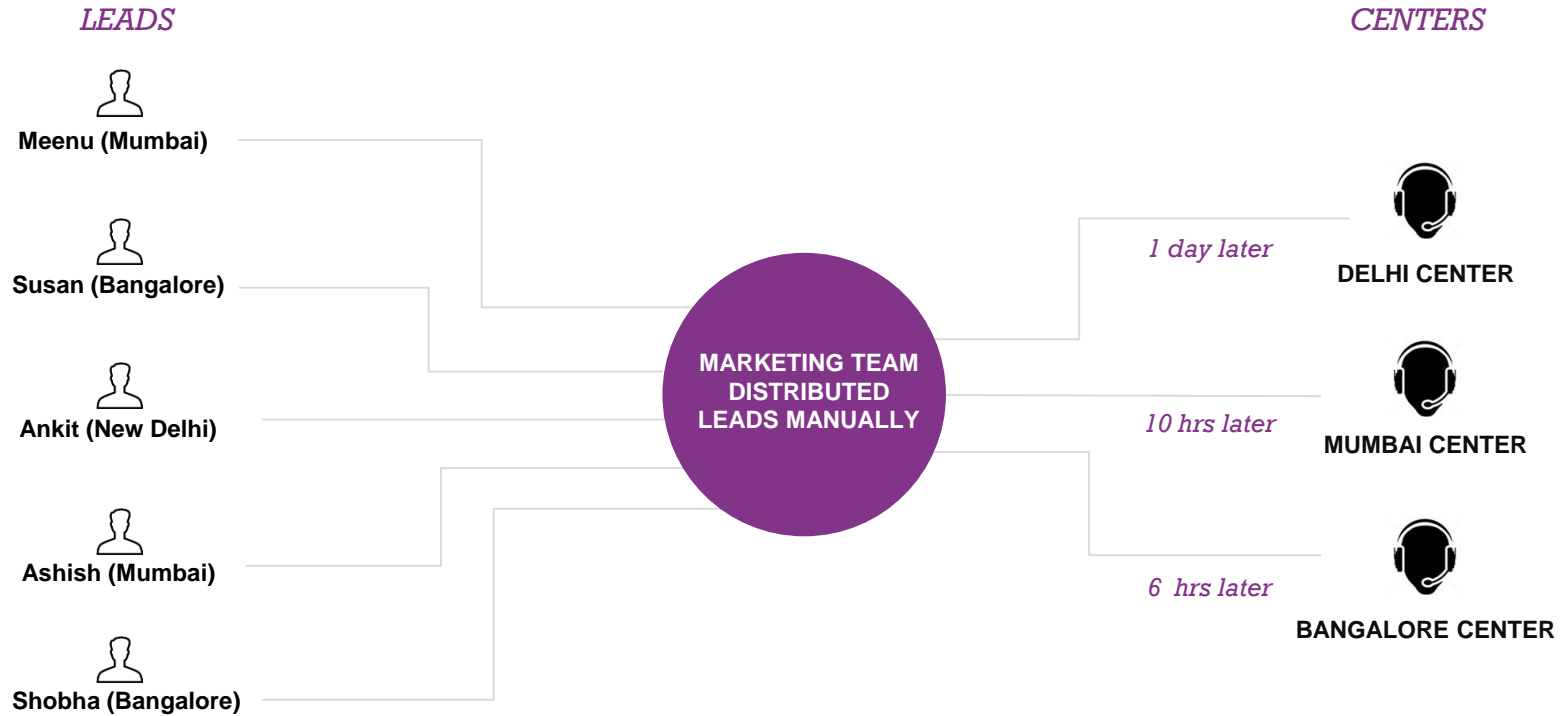 LEADS
CENTERS
Meenu (Mumbai)
Susan (Bangalore)
Ankit (New Delhi)
Ashish (Mumbai)
Shobha (Bangalore)
MARKETING TEAM
DISTRIBUTED
LEADS MANUALLY
1 day later
DELHI CENTER
10 hrs later
MUMBAI CENTER
6 hrs later
BANGALORE CENTER